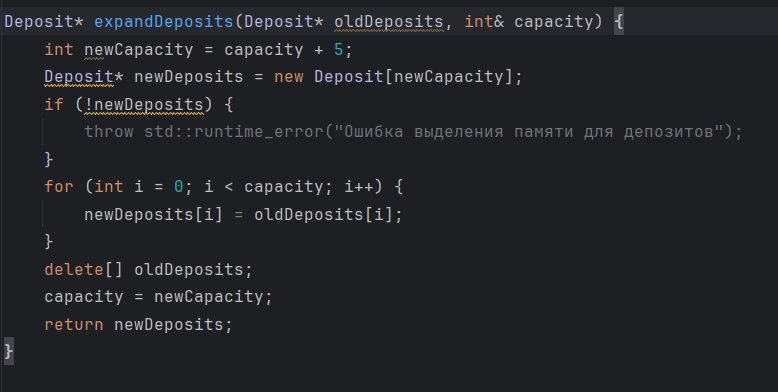 Deposit* expandDeposits(Deposit* oldDeposits, int& capacity) {
    int newCapacity = capacity + 5;
    Deposit* newDeposits = new Deposit[newCapacity];
    if (!newDeposits) {
        throw std::runtime_error("Ошибка выделения памяти для депозитов");
    }
    for (int i = 0; i < capacity; i++) {
        newDeposits[i] = oldDeposits[i];
    }
    delete[] oldDeposits;
    capacity = newCapacity;
    return newDeposits;
}